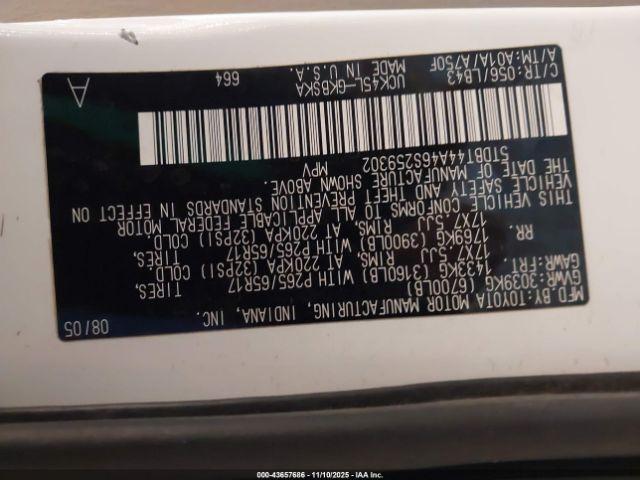 MFD BY:TOYOTA MOTOR MANUFACTURING, INDIANA, INC. 08/05
GVWR:3039KG (6700LB)
GAWR:FRT. 1433KG (3160LB) WITH P265/65R17 TIRES,
17X7.5JJ RIMS, AT 220KPA (32PSI) COLD.
RR. 1769KG (3900LB) WITH P265/65R17 TIRES,
17X7.5JJ RIMS, AT 220KPA (32PSI) COLD.
THIS VEHICLE CONFORMS TO ALL APPLICABLE FEDERAL MOTOR
VEHICLE SAFETY AND THEFT PREVENTION STANDARDS IN EFFECT ON
THE DATE OF MANUFACTURE SHOWN ABOVE.
5TDBT44A46S259302 MPV
C/TR:056/LB43 UCK45L-GKBSKA 664
A/TM:A01A/A750F MADE IN U.S.A. A
000-43657686 - 11/10/2025 - IAA Inc.